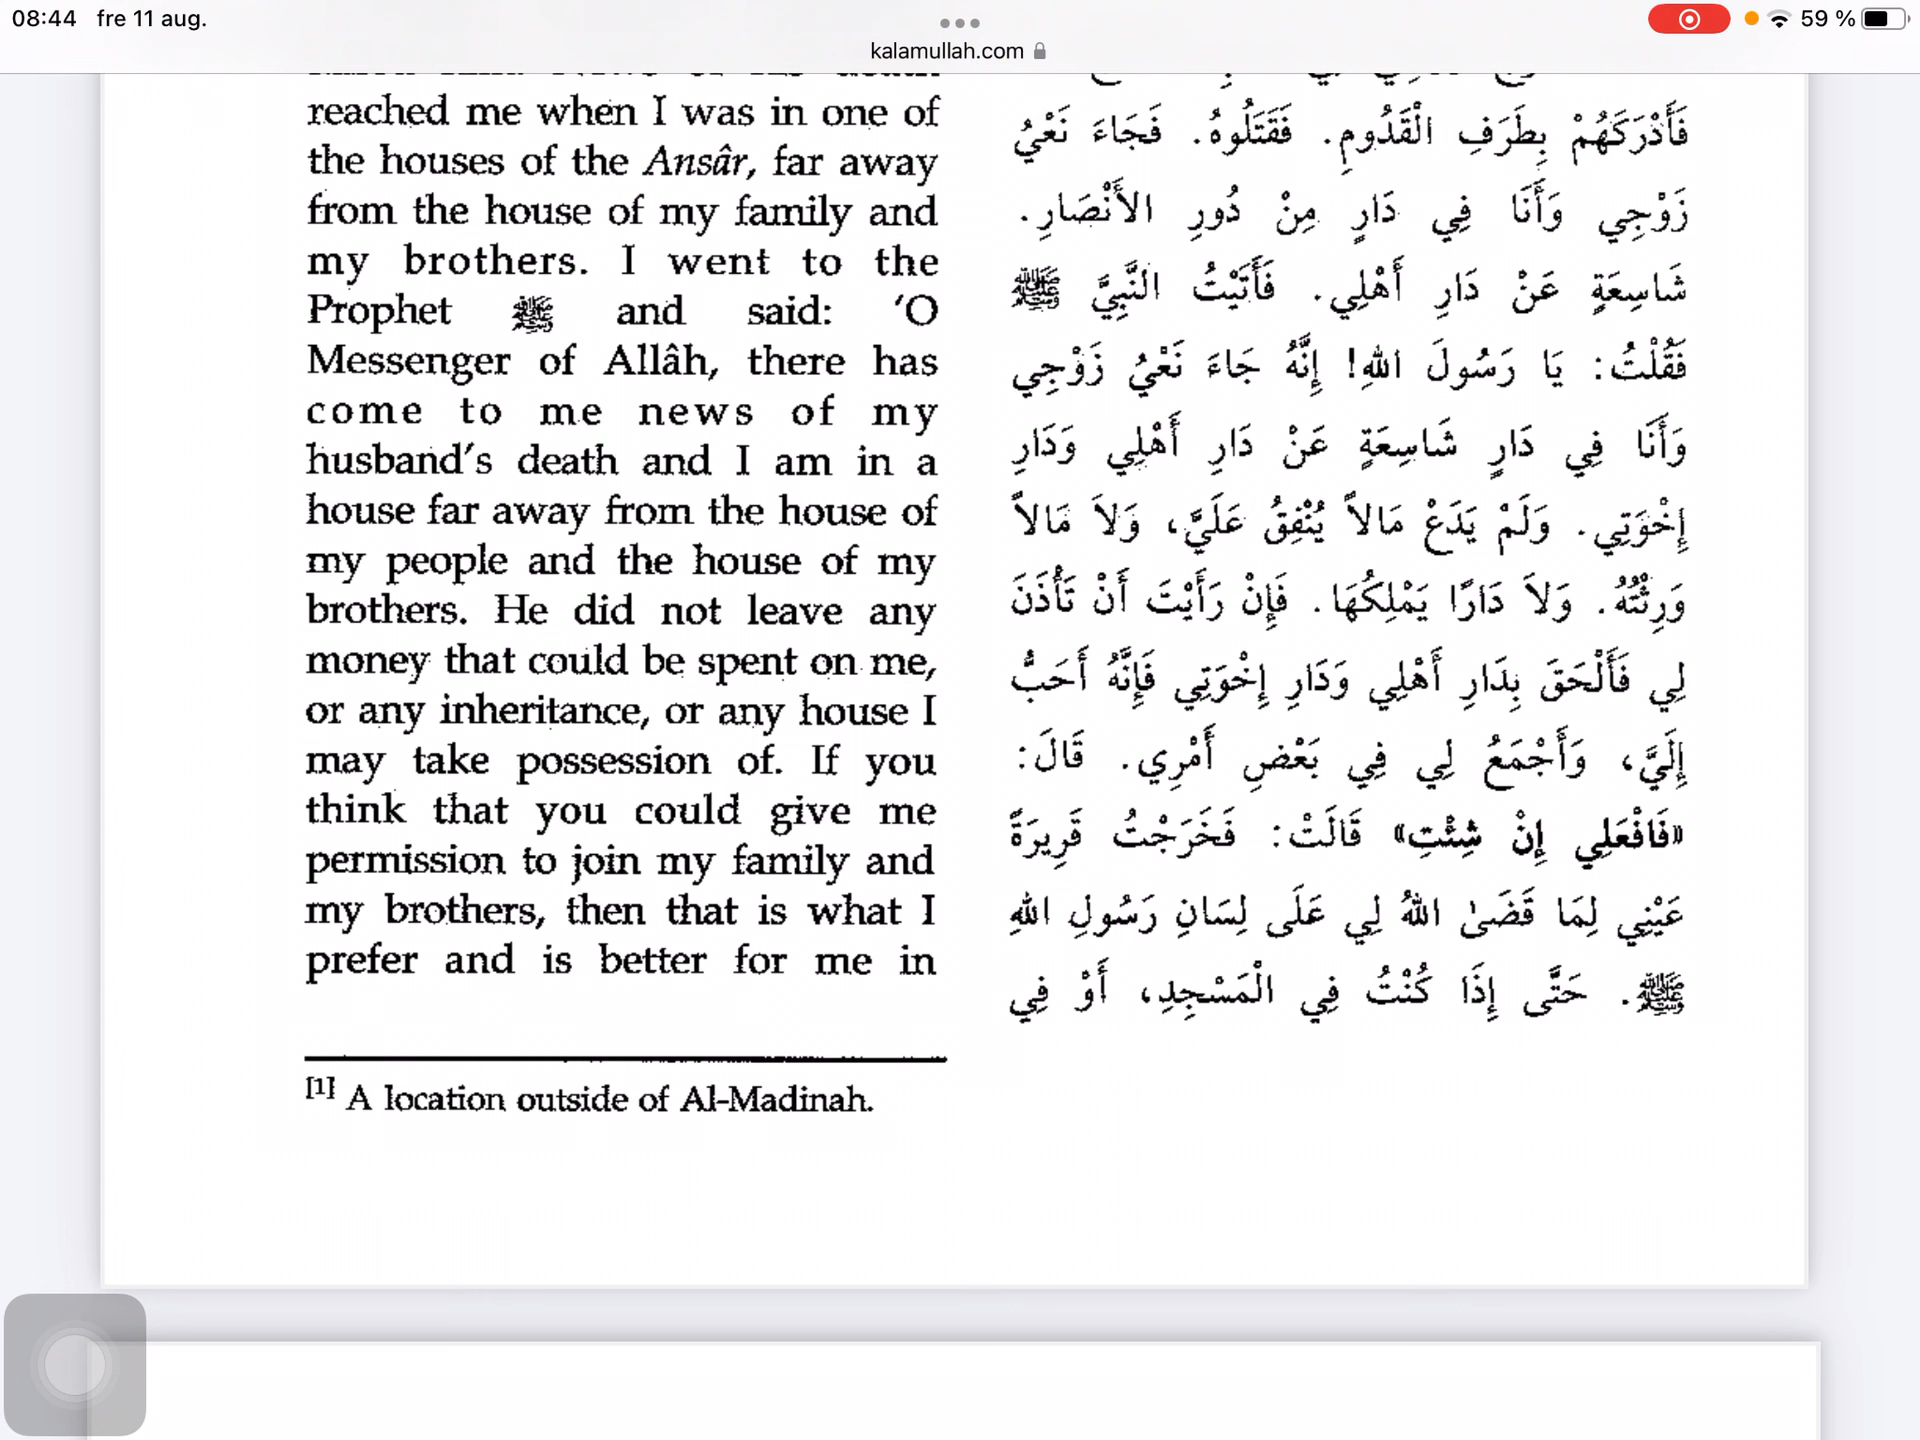 08:44 fre 11 aug.
59 %
kalamullah.com
reached me when I was in one of
the houses of the Ansâr, far away
from the house of my family and
my brothers. I went to the
Prophet ﷺ and said: ‘O
Messenger of Allâh, there has
come to me news of my
husband’s death and I am in a
house far away from the house of
my people and the house of my
brothers. He did not leave any
money that could be spent on me,
or any inheritance, or any house I
may take possession of. If you
think that you could give me
permission to join my family and
my brothers, then that is what I
prefer and is better for me in
[1] A location outside of Al-Madinah.
فَأَدْرَكَهُمْ بِطَرَفِ الْقَدُومِ. فَقَتَلُوهُ. فَجَاءَ نَعْيُ
زَوْجِي وَأَنَا فِي دَارٍ مِنْ دُورِ الأَنْصَارِ.
شَاسِعَةٍ عَنْ دَارِ أَهْلِي. فَأَتَيْتُ النَّبِيَّ ﷺ
فَقُلْتُ: يَا رَسُولَ اللهِ! إِنَّهُ جَاءَ نَعْيُ زَوْجِي
وَأَنَا فِي دَارٍ شَاسِعَةٍ عَنْ دَارِ أَهْلِي وَدَارِ
إِخْوَتِي. وَلَمْ يَدَعْ مَالاً يُنْفِقُ عَلَيَّ، وَلاَ مَالاً
وَرِثْتُهُ. وَلاَ دَارًا يَمْلِكُهَا. فَإِنْ رَأَيْتَ أَنْ تَأْذَنَ
لِي فَأَلْحَقَ بِدَارِ أَهْلِي وَدَارِ إِخْوَتِي فَإِنَّهُ أَحَبُّ
إِلَيَّ، وَأَجْمَعُ لِي فِي بَعْضِ أَمْرِي. قَالَ:
«فَافْعَلِي إِنْ شِئْتِ» قَالَتْ: فَخَرَجْتُ قَرِيرَةً
عَيْنِي لِمَا قَضَىٰ اللهُ لِي عَلَى لِسَانِ رَسُولِ اللهِ
ﷺ. حَتَّى إِذَا كُنْتُ فِي الْمَسْجِدِ، أَوْ فِي